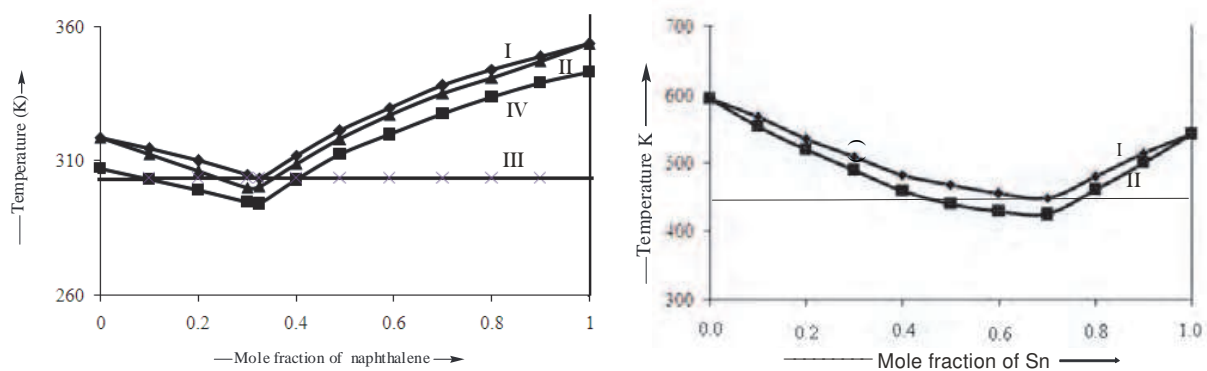 360
310
260
Temperature (K)
I
II
IV
III
0 0.2 0.4 0.6 0.8 1
Mole fraction of naphthalene
700
600
500
400
300
Temperature K
I
II
0.0 0.2 0.4 0.6 0.8 1.0
Mole fraction of Sn